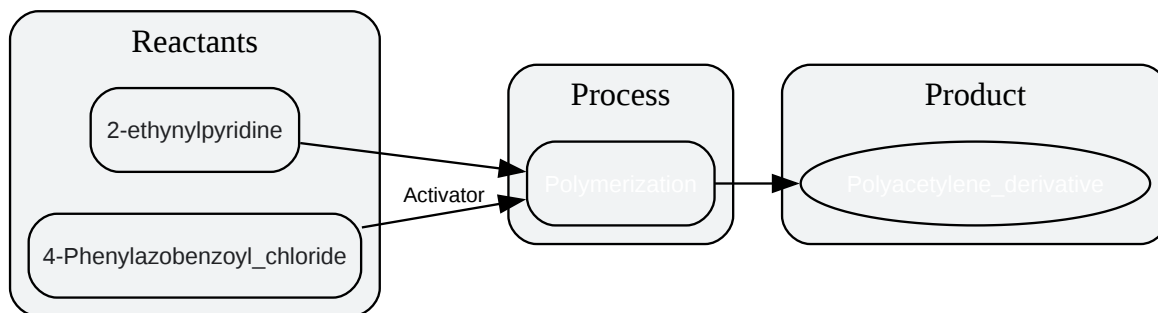 Reactants
2-ethynylpyridine
4-Phenylazobenzoyl_chloride
Activator
Process
Polymerization
Product
Polyacetylene_derivative